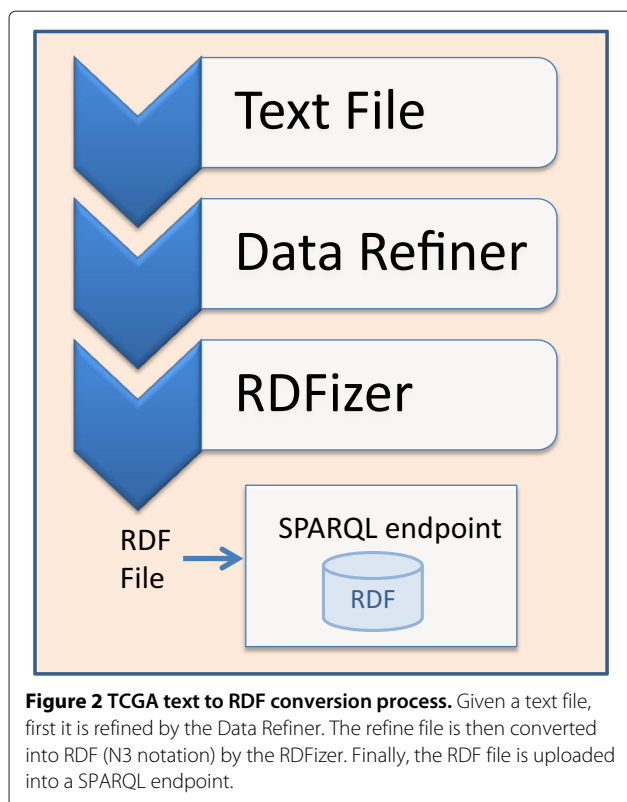 Text File
Data Refiner
RDFizer
RDF
File
SPARQL endpoint
RDF
Figure 2 TCGA text to RDF conversion process. Given a text file,
first it is refined by the Data Refiner. The refine file is then converted
into RDF (N3 notation) by the RDFizer. Finally, the RDF file is uploaded
into a SPARQL endpoint.